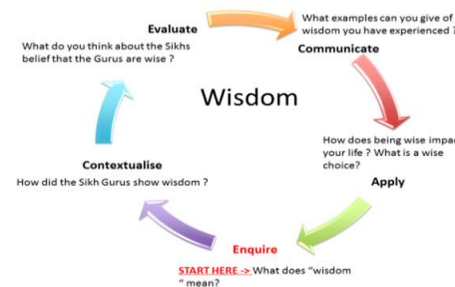 Evaluate
What do you think about the Sikhs
belief that the Gurus are wise ?
What examples can you give of
wisdom you have experienced ?
Communicate
Wisdom
How does being wise
your life ? What is a wise
choice?
Apply
Contextualise
How did the Sikh Gurus show wisdom ?
Enquire
START HERE -> What does “wisdom
“ mean?